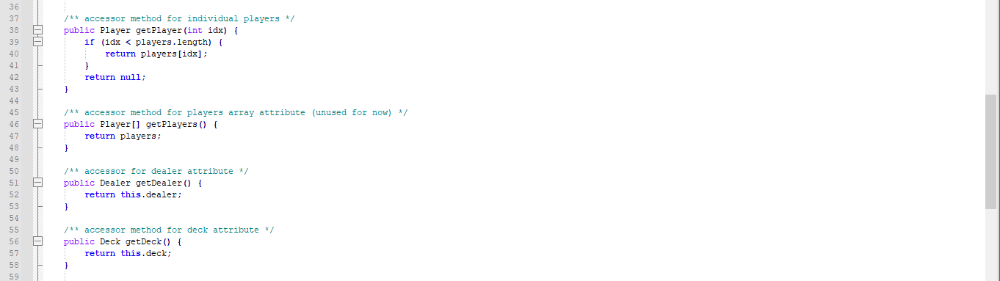 36
37 /** accessor method for individual players */
38 public Player getPlayer(int idx) {
39 if (idx < players.length) {
40 return players[idx];
41 }
42 return null;
43 }
44
45 /** accessor method for players array attribute (unused for now) */
46 public Player[] getPlayers() {
47 return players;
48 }
49
50 /** accessor for dealer attribute */
51 public Dealer getDealer() {
52 return this.dealer;
53 }
54
55 /** accessor method for deck attribute */
56 public Deck getDeck() {
57 return this.deck;
58 }
59